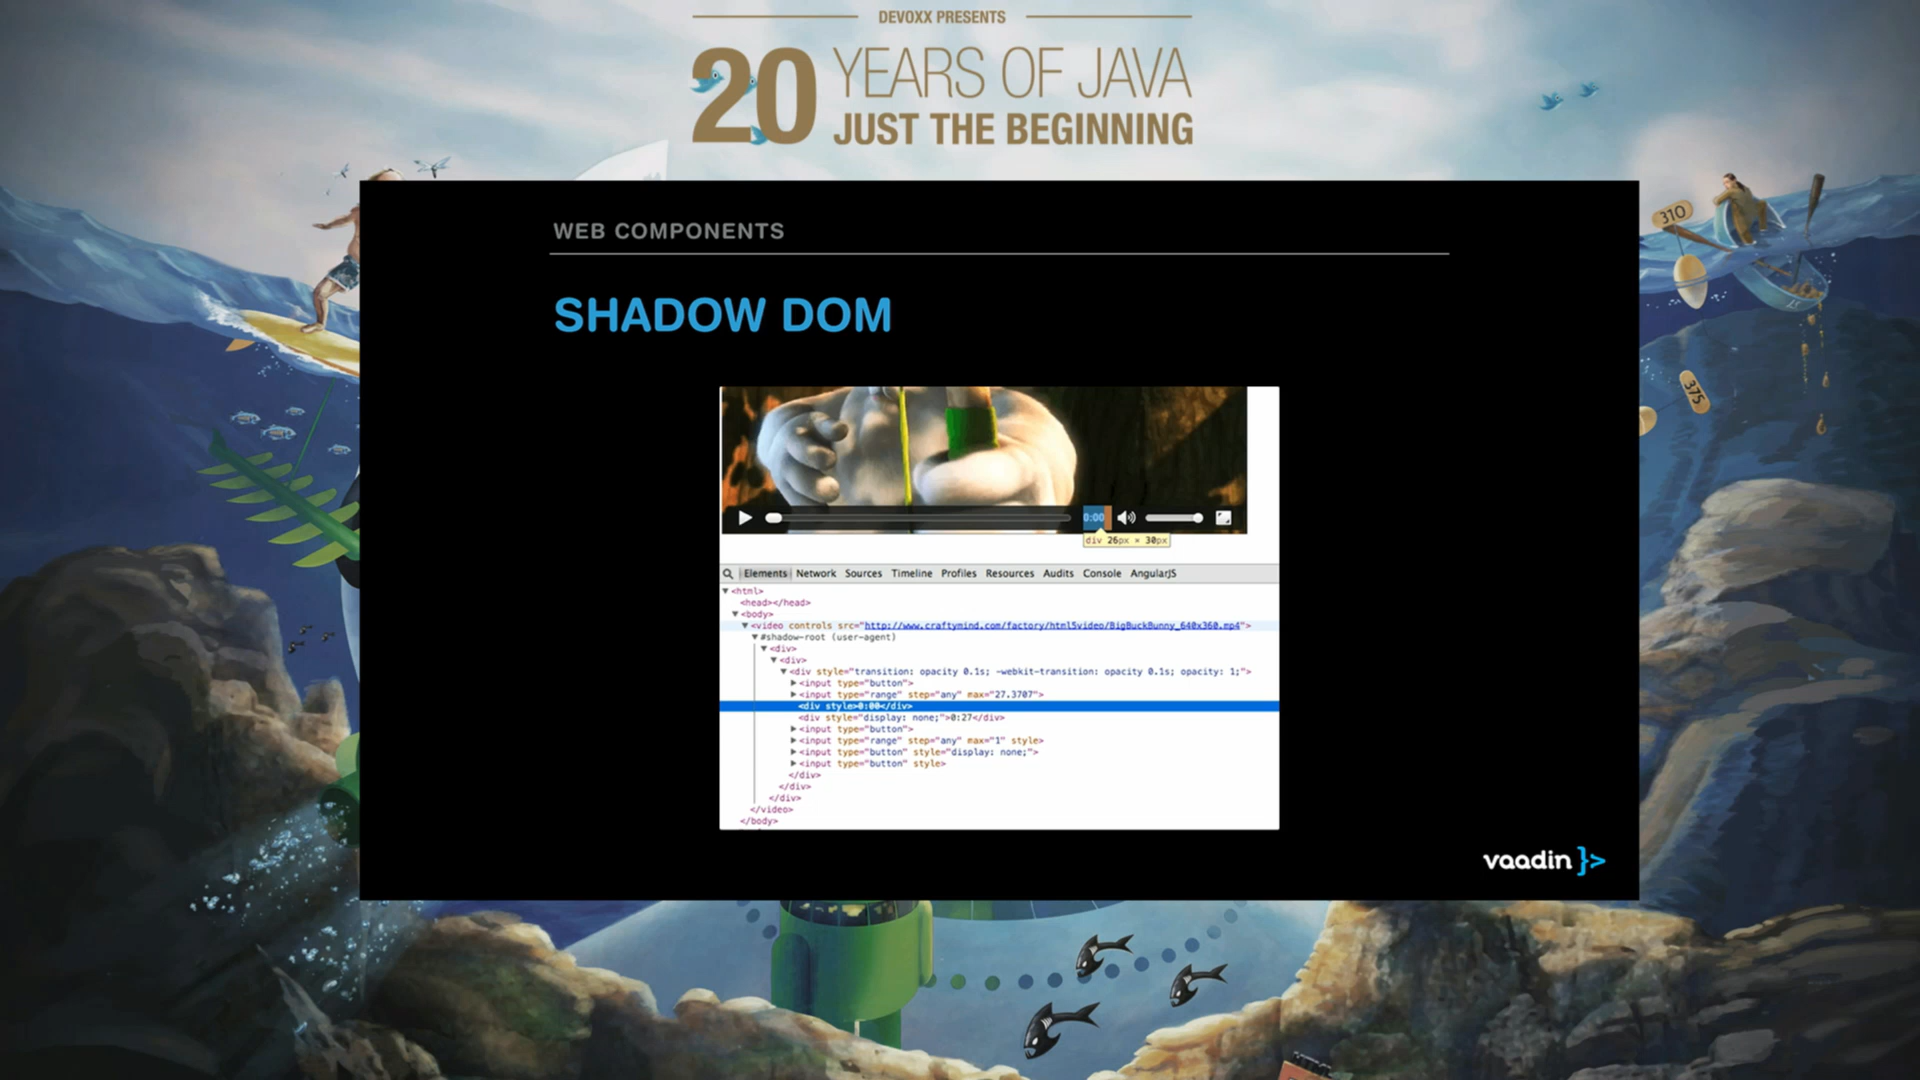 DEVOXX PRESENTS
20 YEARS OF JAVA
JUST THE BEGINNING
310
375
WEB COMPONENTS
SHADOW DOM
0:00
div 26px × 30px
Elements Network Sources Timeline Profiles Resources Audits Console AngularJS
<html>
<head></head>
<body>
<video controls src="http://www.craftymind.com/factory/html5video/BigBuckBunny_640x360.mp4">
#shadow-root (user-agent)
<div>
<div>
<div style="transition: opacity 0.1s; -webkit-transition: opacity 0.1s; opacity: 1;">
<input type="button">
<input type="range" step="any" max="27.3707">
<div style>0:00</div>
<div style="display: none;">0:27</div>
<input type="button">
<input type="range" step="any" max="1" style>
<input type="button" style="display: none;">
<input type="button" style>
</div>
</div>
</div>
</video>
</body>
vaadin }>